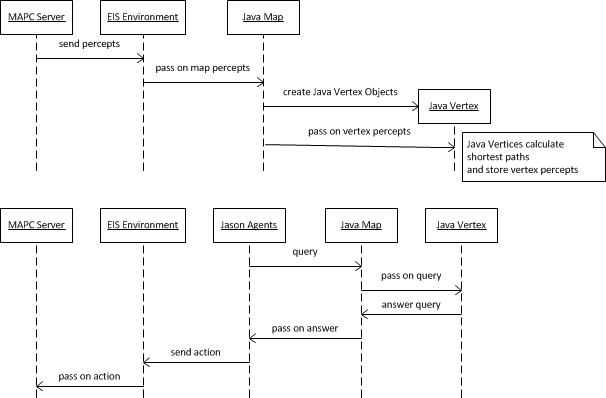 MAPC Server
EIS Environment
Java Map
send percepts
pass on map percepts
create Java Vertex Objects
Java Vertex
pass on vertex percepts
Java Vertices calculate
shortest paths
and store vertex percepts
MAPC Server
EIS Environment
Jason Agents
Java Map
Java Vertex
query
pass on query
answer query
pass on answer
send action
pass on action